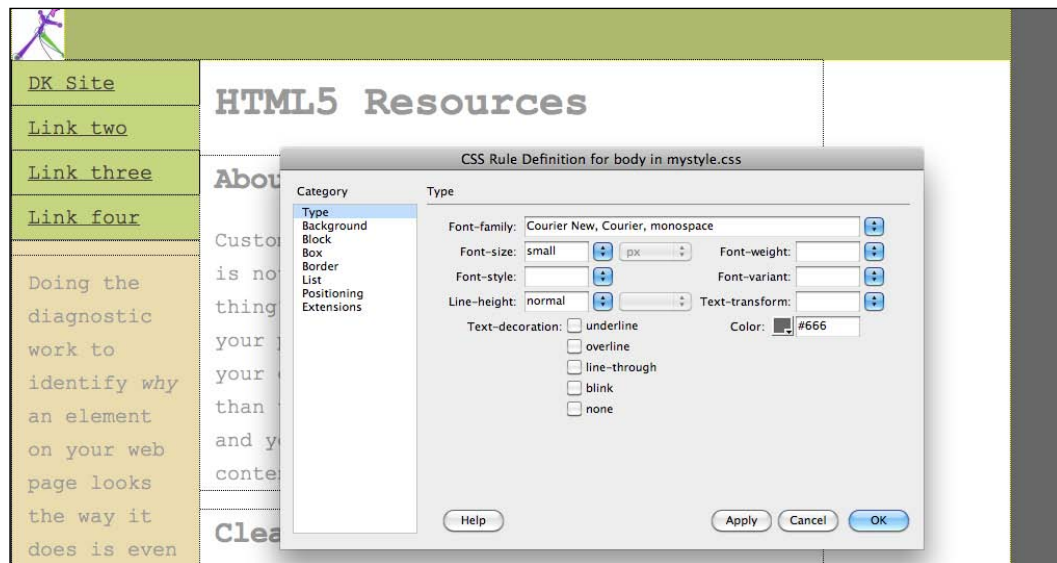 DK Site
Link two
Link three
Link four
Doing the
diagnostic
work to
identify why
an element
on your web
page looks
the way it
does is even
HTML5 Resources
Abou
Custo
is no
thing
your
your
than
and y
conte
Clea
CSS Rule Definition for body in mystyle.css
Category
Type
Background
Block
Box
Border
List
Positioning
Extensions
Type
Font-family: Courier New, Courier, monospace
Font-size: small px Font-weight:
Font-style: Font-variant:
Line-height: normal Text-transform:
Text-decoration: underline Color: #666
overline
line-through
blink
none
Help Apply Cancel OK